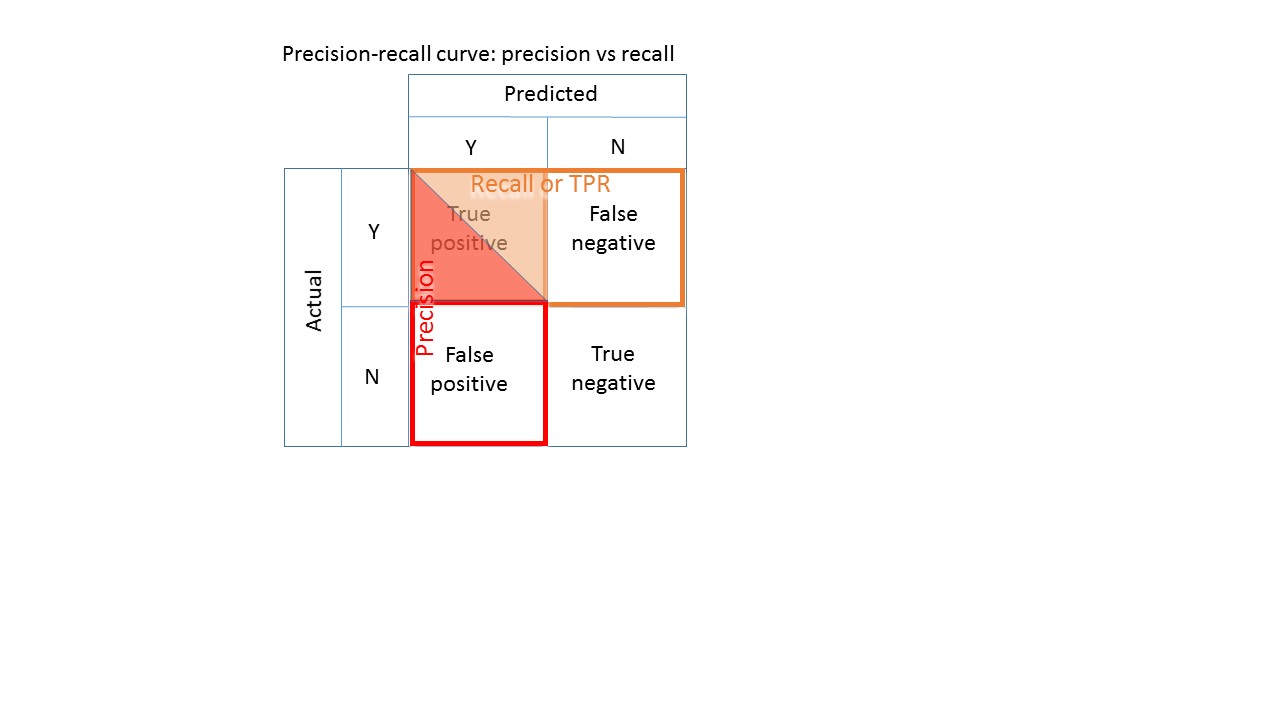 Precision-recall curve: precision vs recall
Predicted
Y
N
Recall or TPR
Actual
Y
True
positive
False
negative
Precision
N
False
positive
True
negative